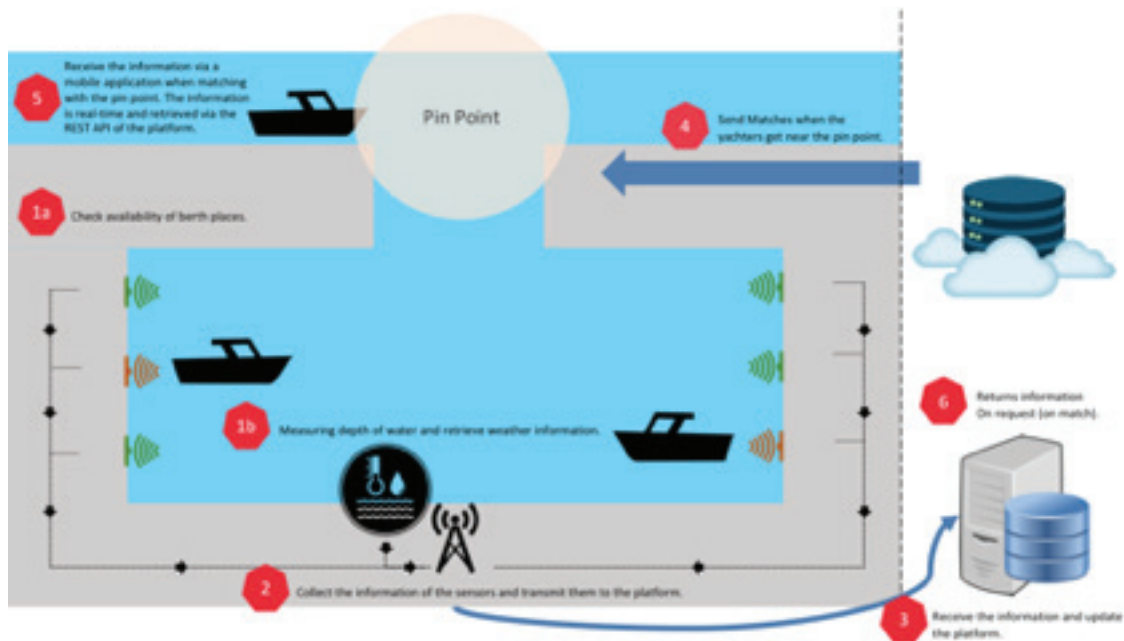 5
Receive the information via a
mobile application when matching
with the pin point. The information
is real-time and retrieved via the
REST API of the platform.
Pin Point
4
Send Matches when the
yachters get near the pin point.
1a
Check availability of berth places.
1b
Measuring depth of water and retrieve weather information.
6
Returns information
On request (on match).
2
Collect the information of the sensors and transmit them to the platform.
3
Receive the information and update
the platform.